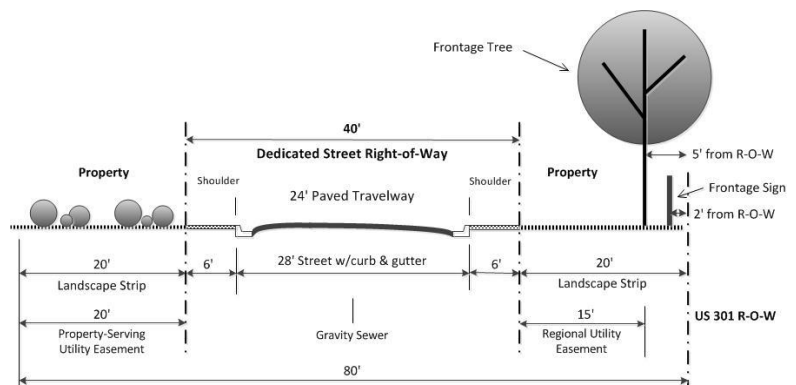 Frontage Tree
40'
Dedicated Street Right-of-Way
Property
Property
5' from R-O-W
Shoulder
Shoulder
24' Paved Travelway
Frontage Sign
2' from R-O-W
20'
6'
28' Street w/curb & gutter
6'
20'
Landscape Strip
Landscape Strip
20'
15'
US 301 R-O-W
Property-Serving
Utility Easement
Gravity Sewer
Regional Utility
Easement
80'